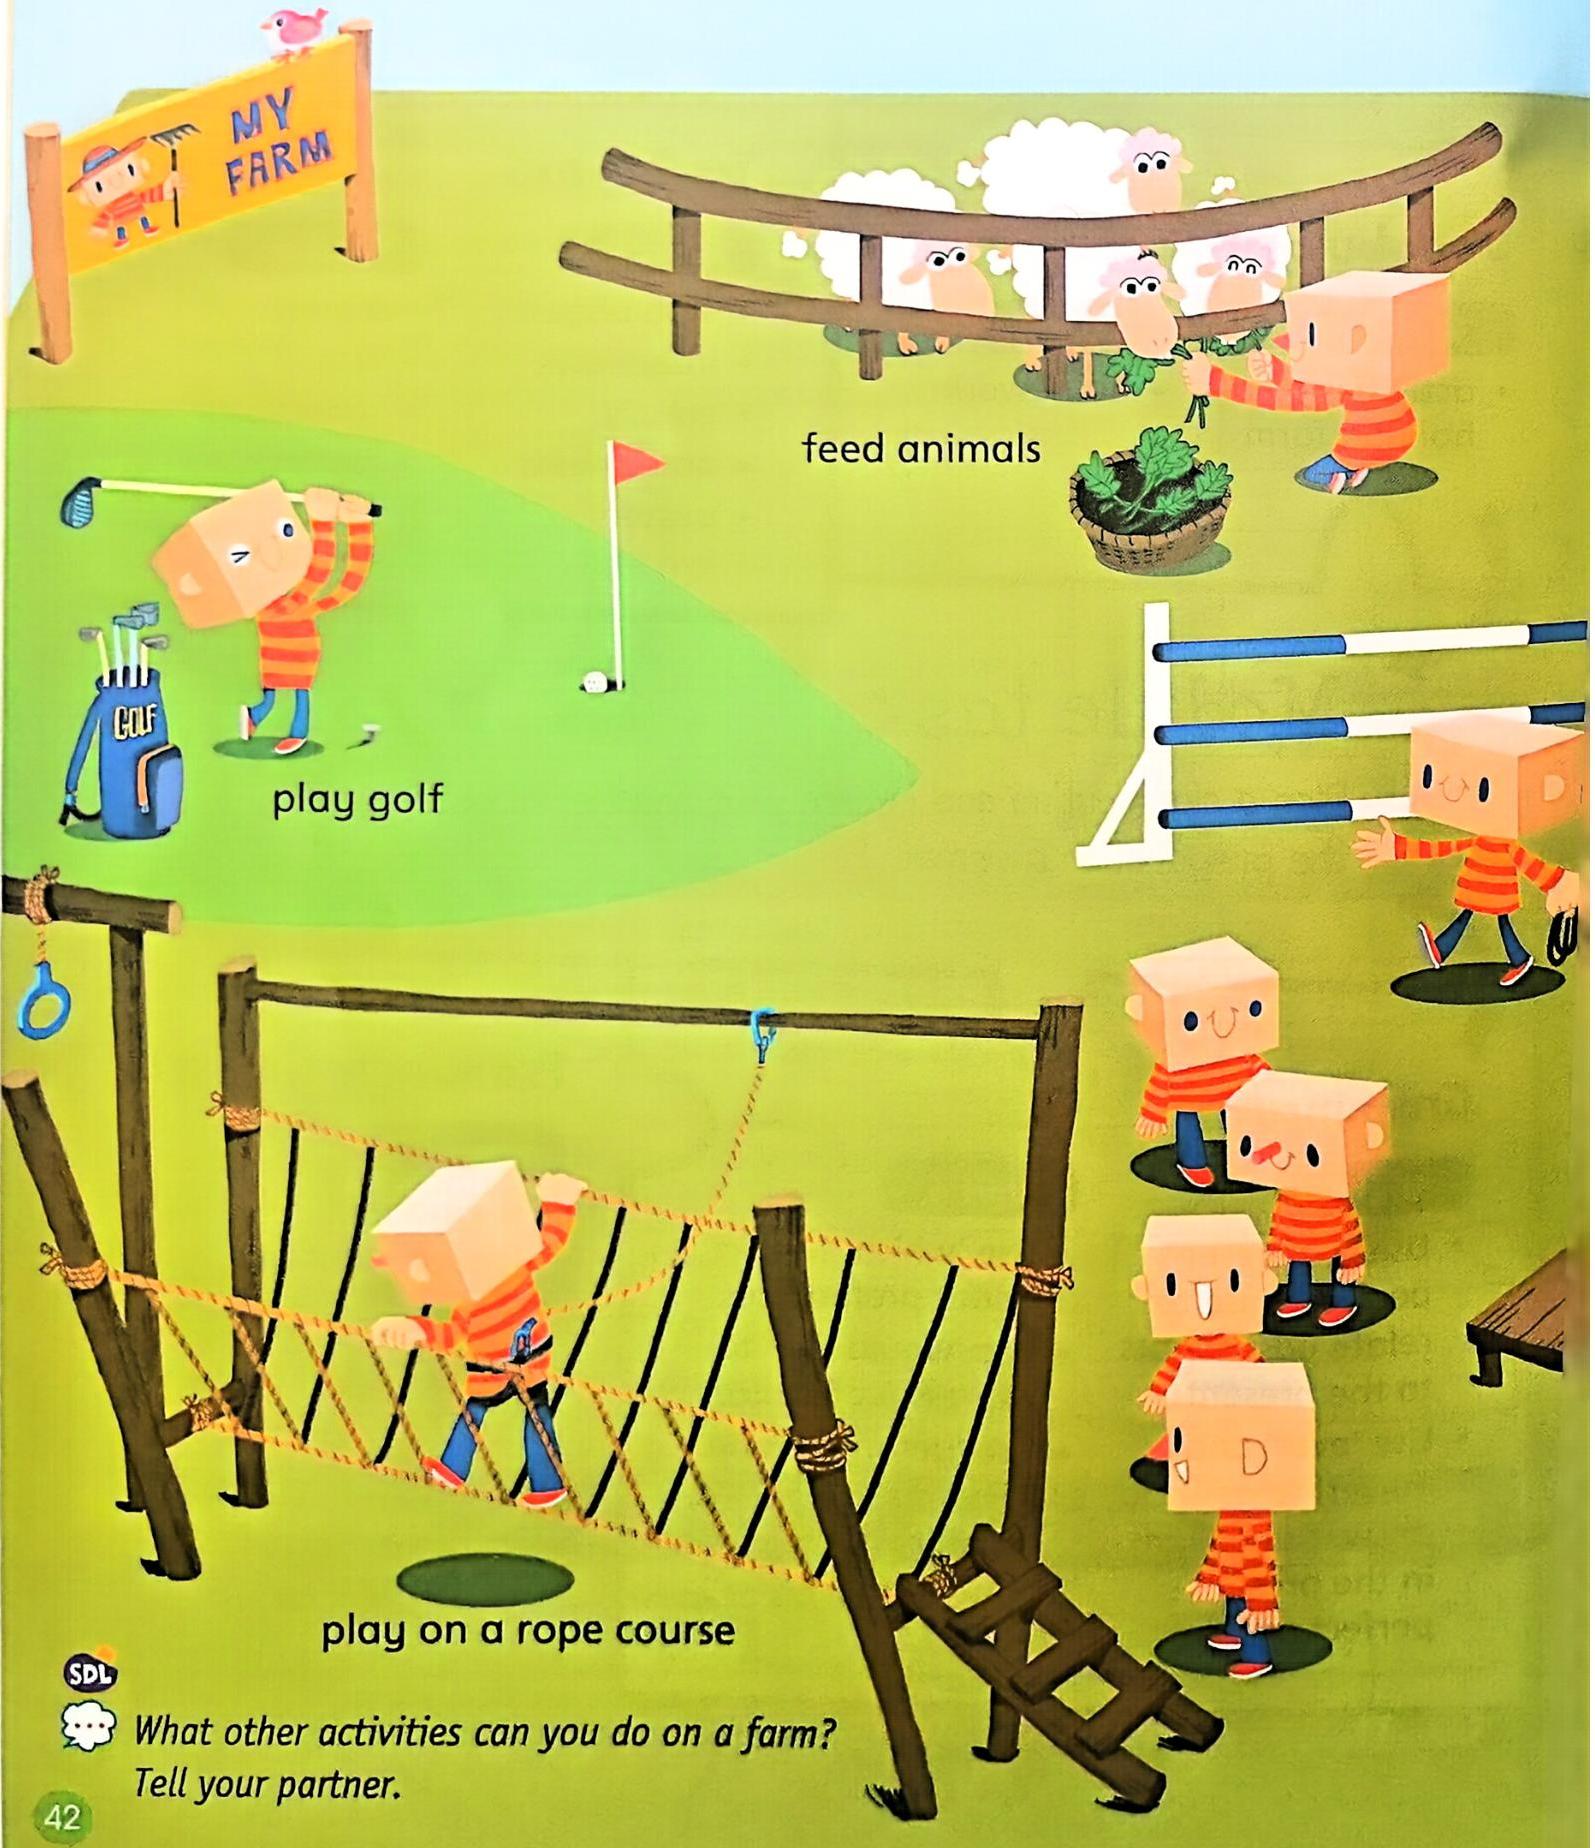 MY
FARM
feed animals
GOLF
play golf
play on a rope course
SDL
What other activities can you do on a farm?
Tell your partner.
42